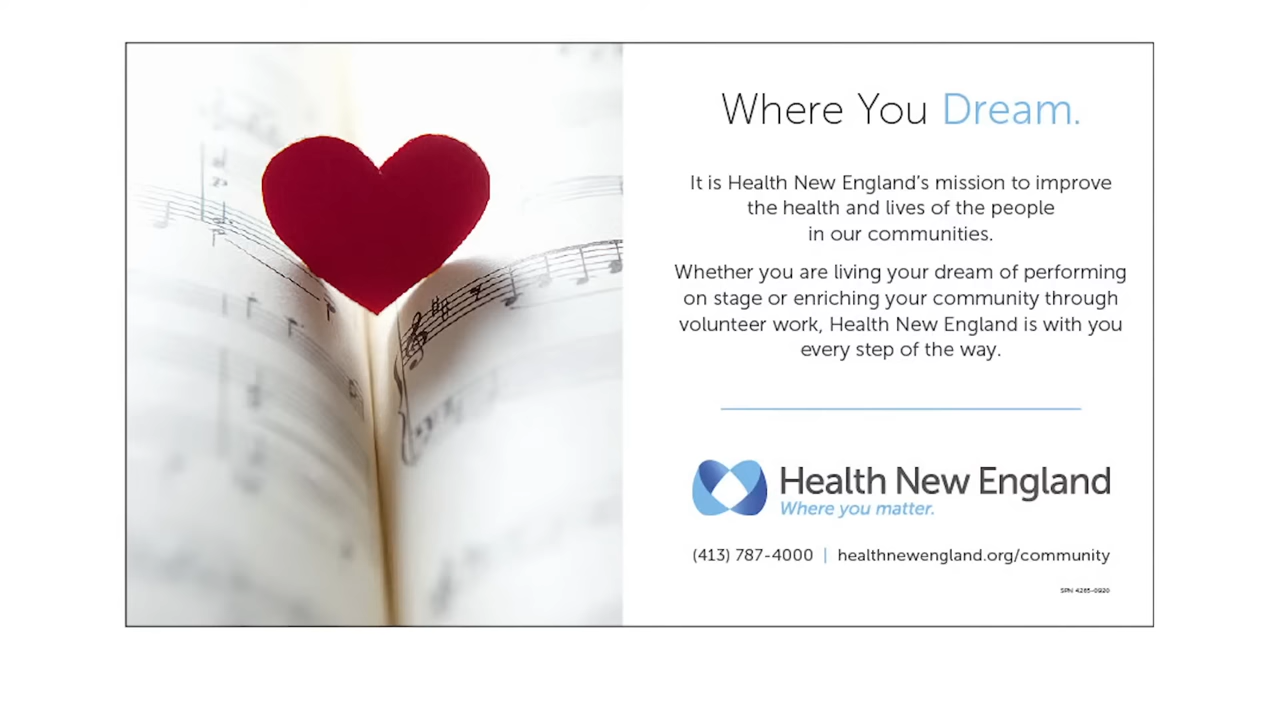 Where You Dream.
It is Health New England's mission to improve
the health and lives of the people
in our communities.
Whether you are living your dream of performing
on stage or enriching your community through
volunteer work, Health New England is with you
every step of the way.
Health New England
Where you matter.
(413) 787-4000 | healthnewengland.org/community
SPN 4265-0920